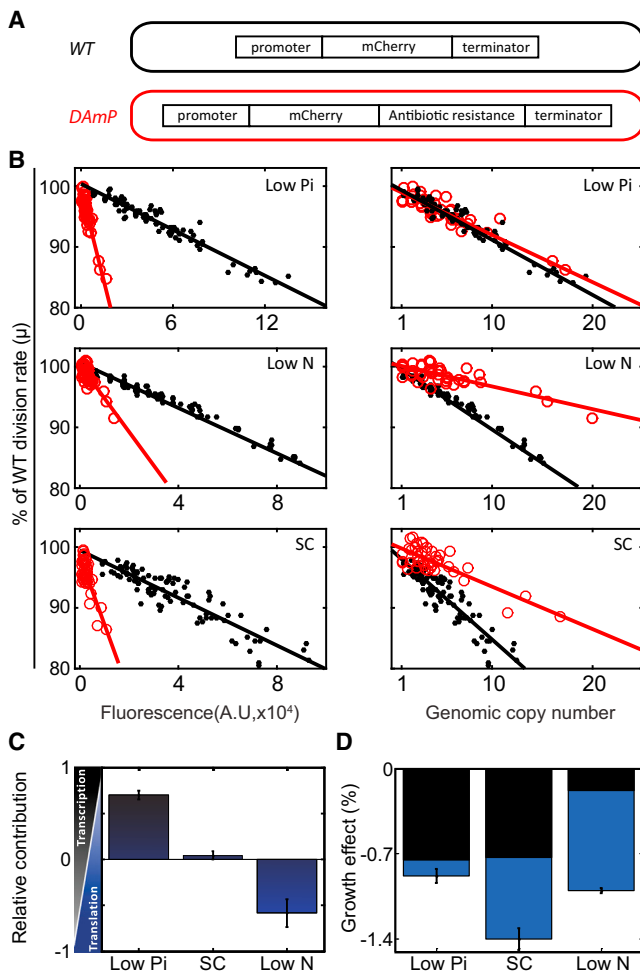 A
WT
promoter mCherry terminator
DAmP
promoter mCherry Antibiotic resistance terminator
B
% of WT division rate (μ)
100
90
80
Low Pi
0 6 12
Low Pi
1 10 20
100
90
80
Low N
0 4 8
Low N
1 10 20
100
90
80
SC
0 4 8
SC
1 10 20
Fluorescence(A.U,x10⁴)
Genomic copy number
C
Relative contribution
Transcription
Translation
1
0
-1
Low Pi SC Low N
D
Growth effect (%)
0
-0.7
-1.4
Low Pi SC Low N